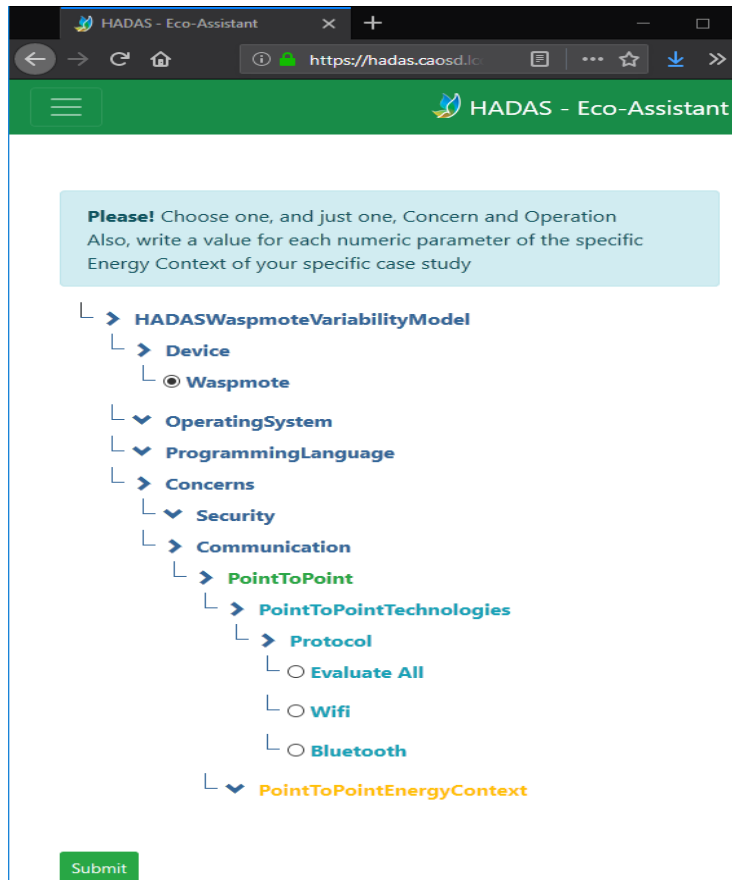 HADAS - Eco-Assistant
https://hadas.caosd.lo
HADAS - Eco-Assistant
Please! Choose one, and just one, Concern and Operation
Also, write a value for each numeric parameter of the specific
Energy Context of your specific case study
HADASWaspmoteVariabilityModel
Device
Waspmote
OperatingSystem
ProgrammingLanguage
Concerns
Security
Communication
PointToPoint
PointToPointTechnologies
Protocol
Evaluate All
Wifi
Bluetooth
PointToPointEnergyContext
Submit